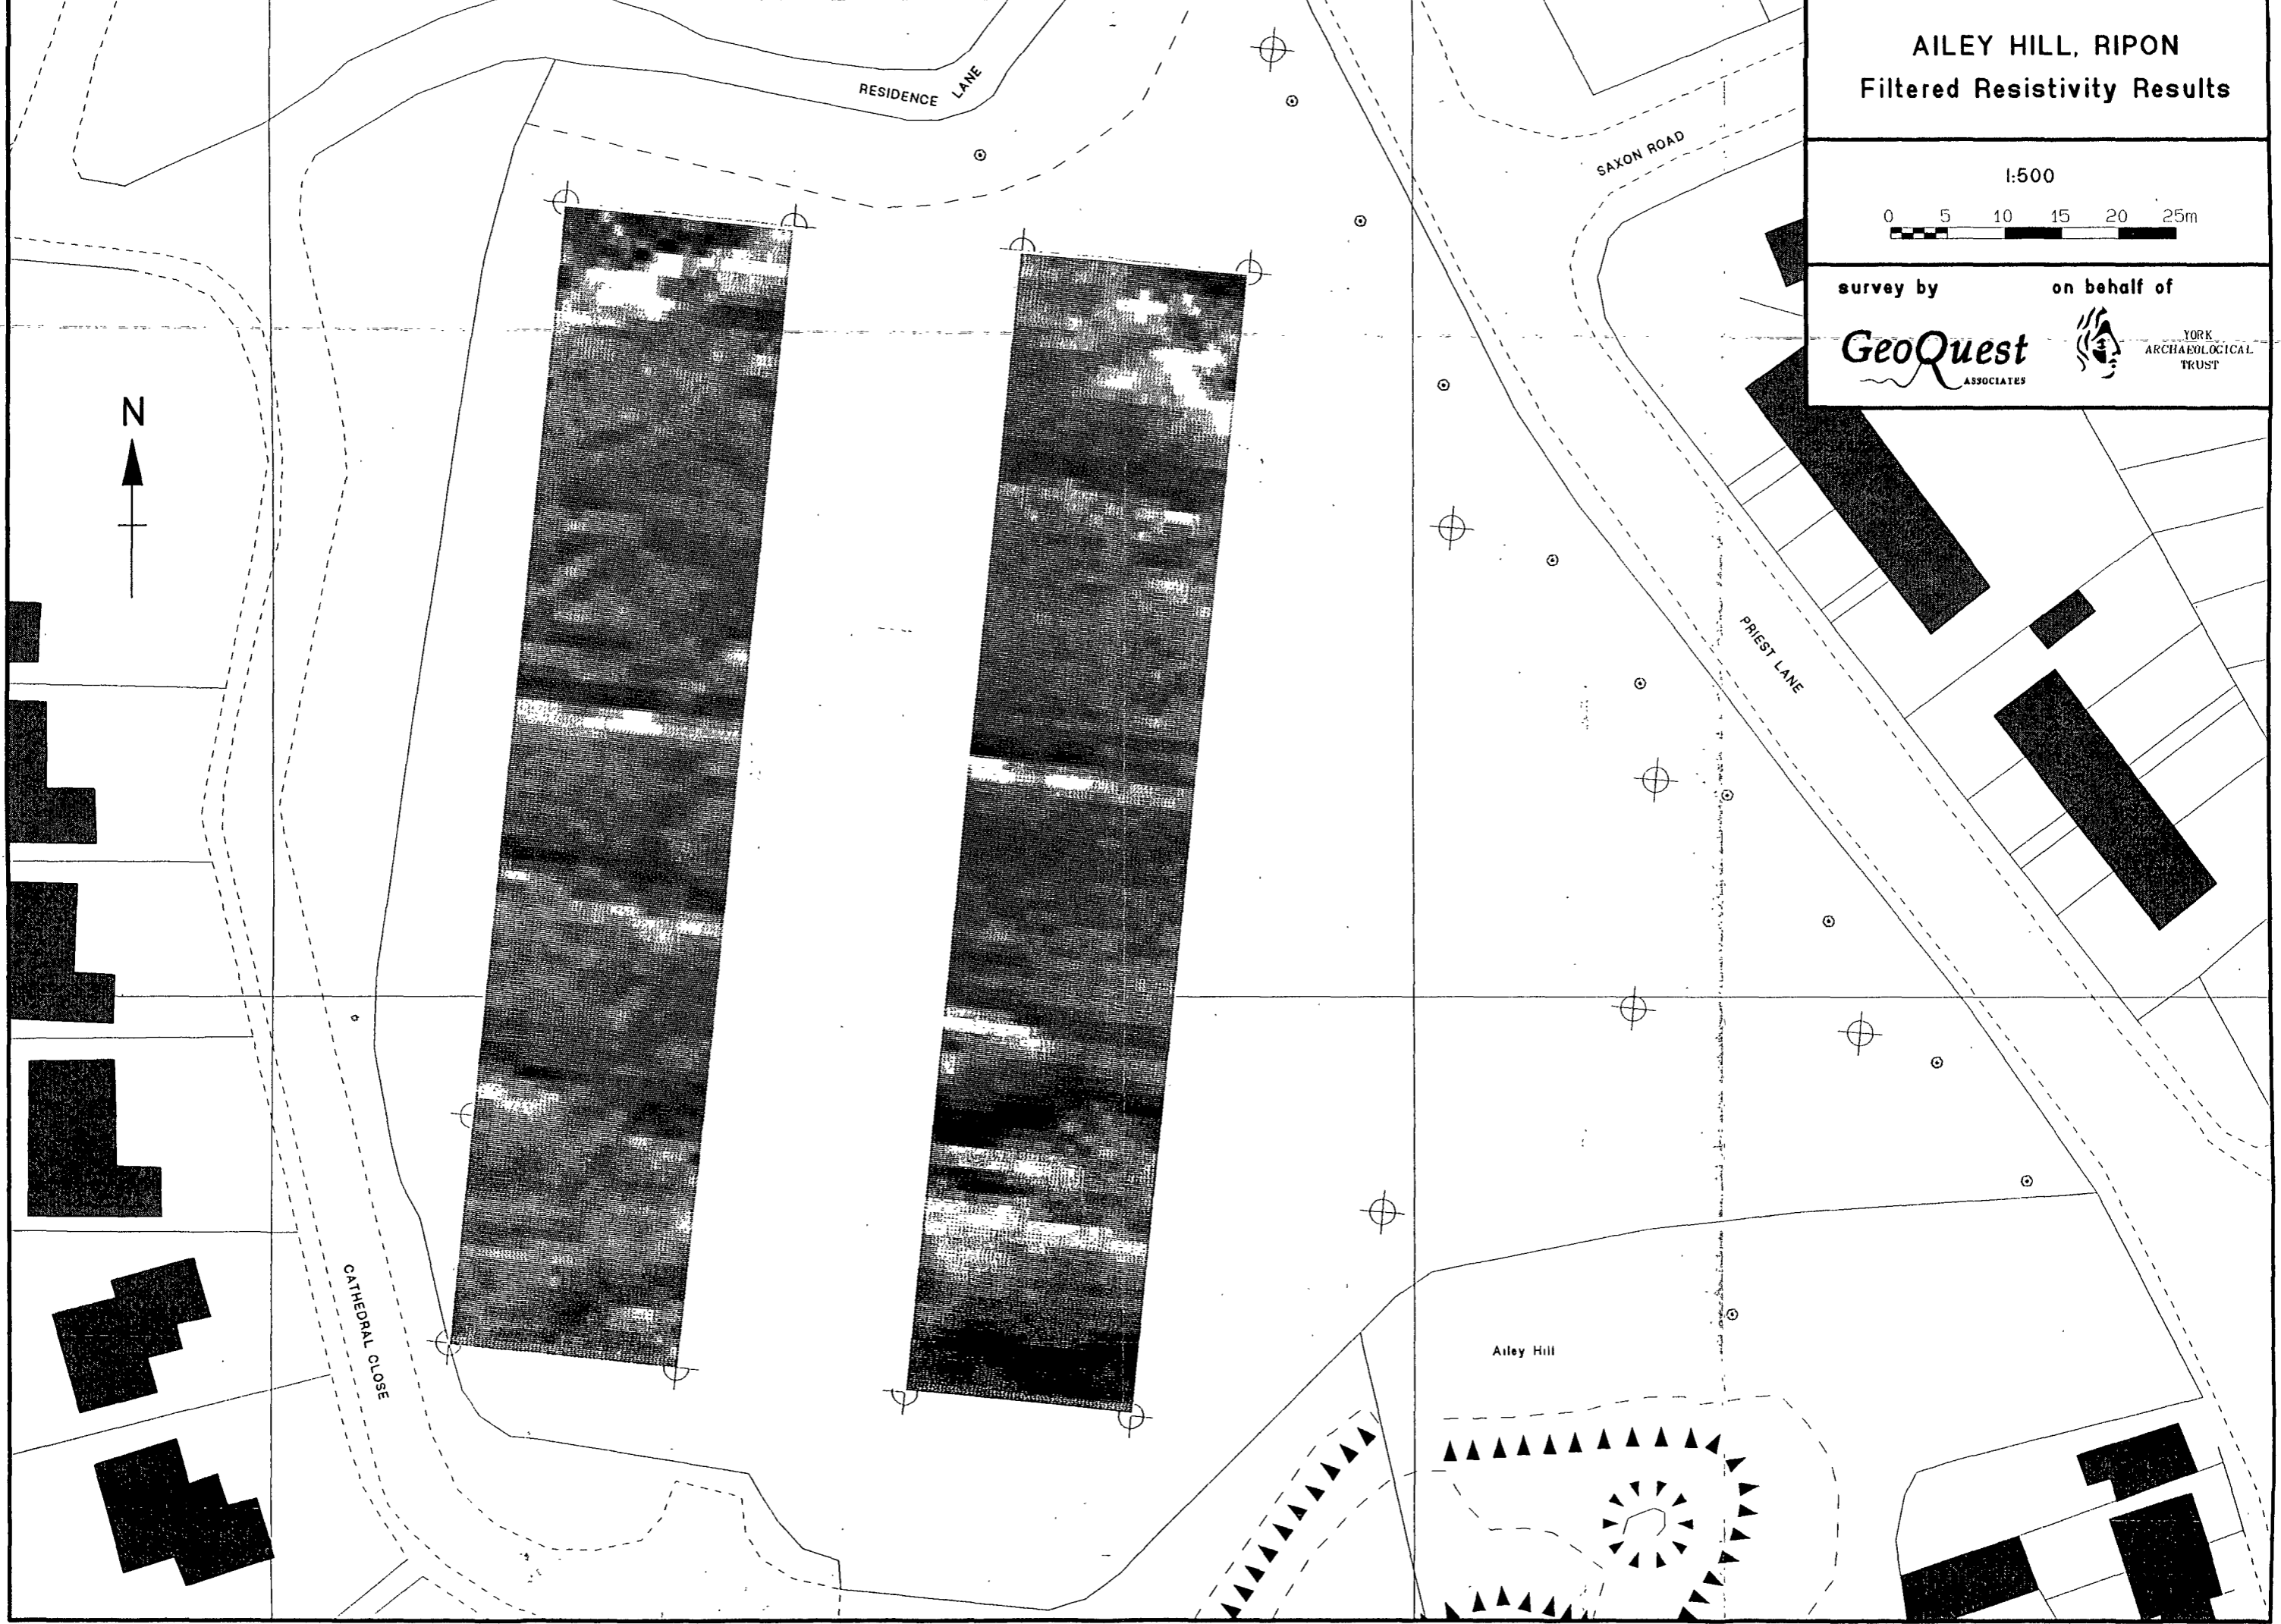 AILEY HILL, RIPON
Filtered Resistivity Results
1:500
0 5 10 15 20 25m
survey by
on behalf of
GeoQuest
ASSOCIATES
YORK
ARCHAEOLOGICAL
TRUST
RESIDENCE LANE
SAXON ROAD
N
PRIEST LANE
CATHEDRAL CLOSE
Ailey Hill